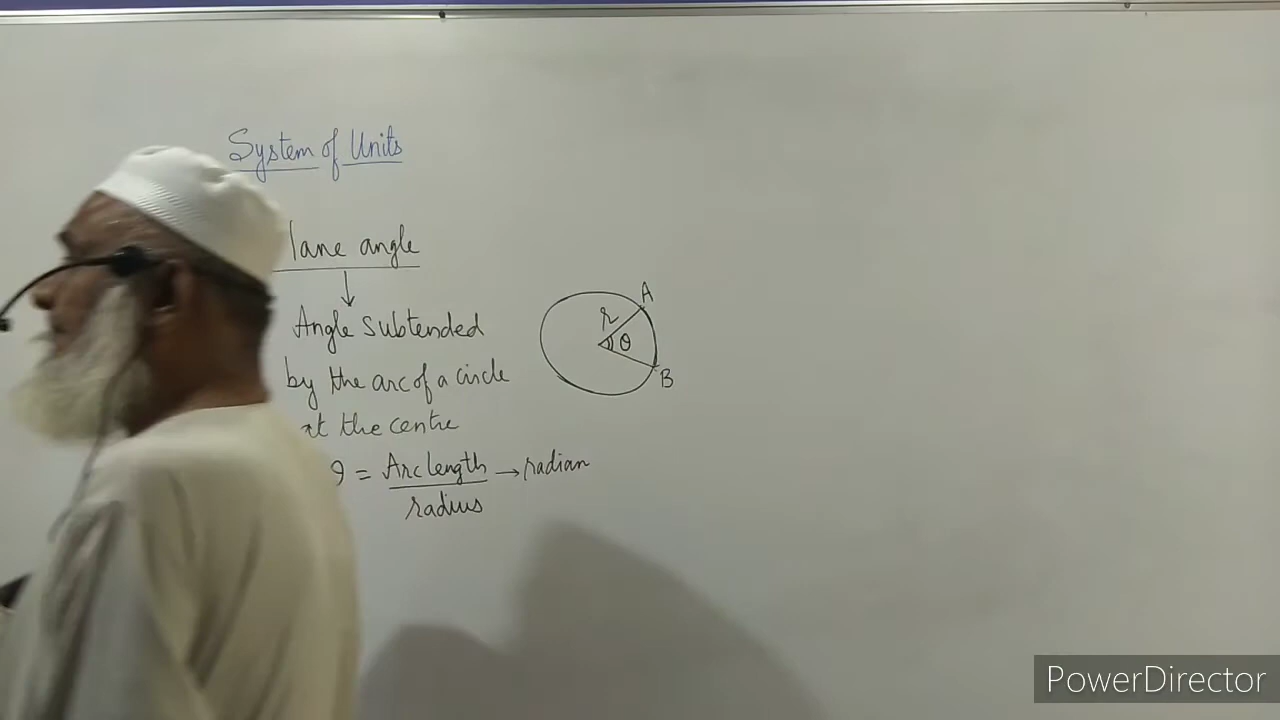 System of Units
lane angle
Angle subtended
A
r
θ
by the arc of a circle
B
at the centre
θ = Arc length → radian
radius
PowerDirector